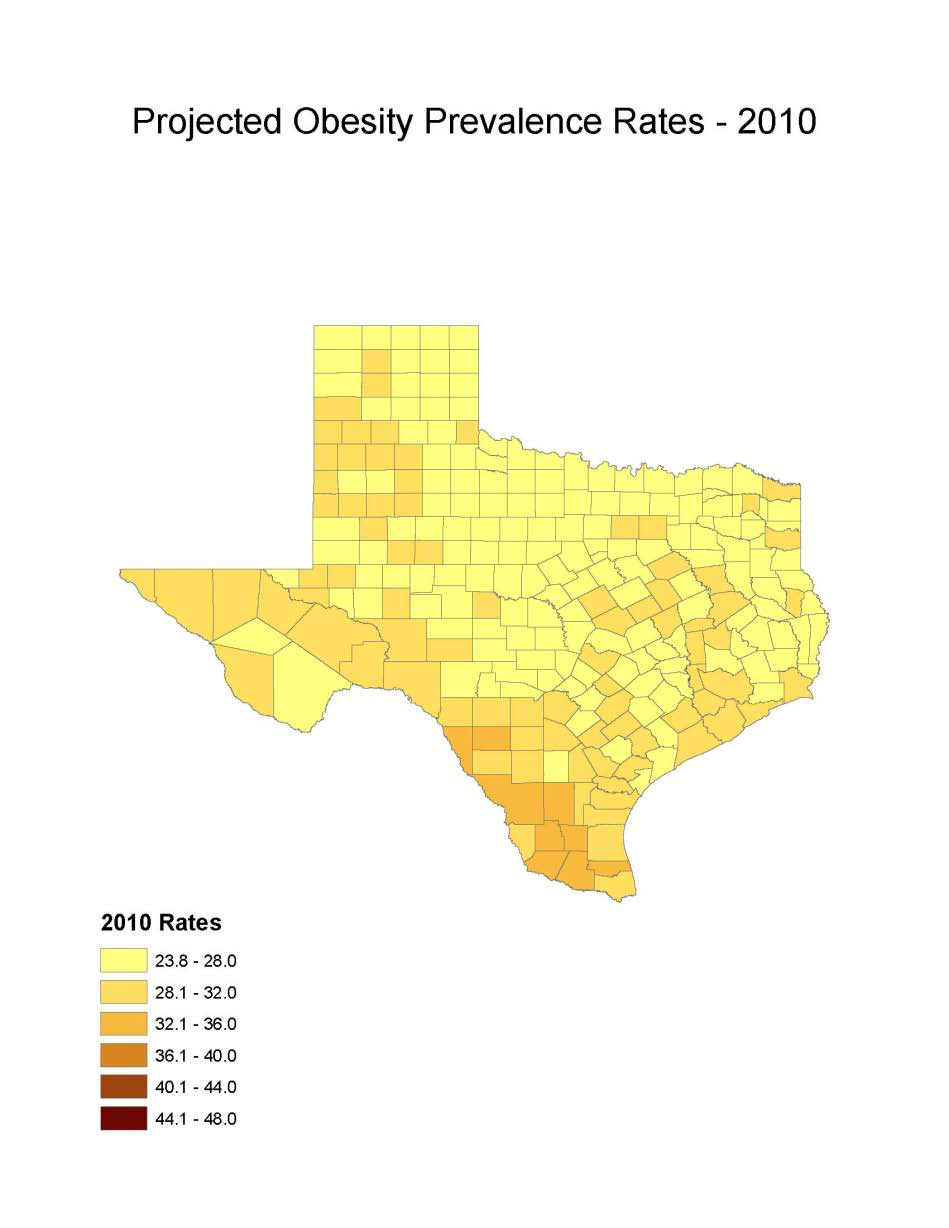 Projected Obesity Prevalence Rates - 2010
2010 Rates
23.8 - 28.0
28.1 - 32.0
32.1 - 36.0
36.1 - 40.0
40.1 - 44.0
44.1 - 48.0